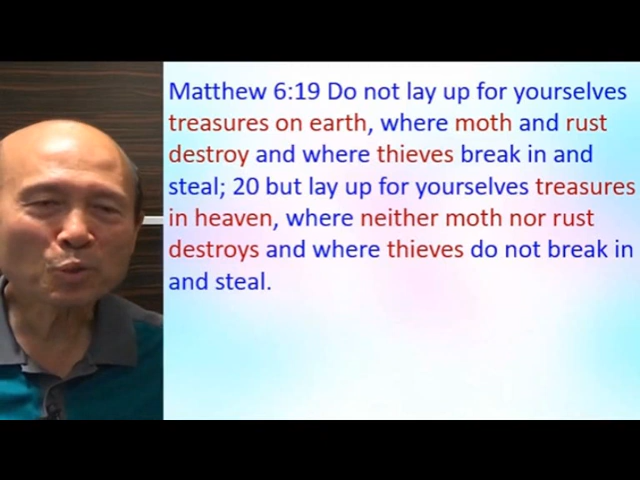 Matthew 6:19 Do not lay up for yourselves
treasures on earth, where moth and rust
destroy and where thieves break in and
steal; 20 but lay up for yourselves treasures
in heaven, where neither moth nor rust
destroys and where thieves do not break in
and steal.